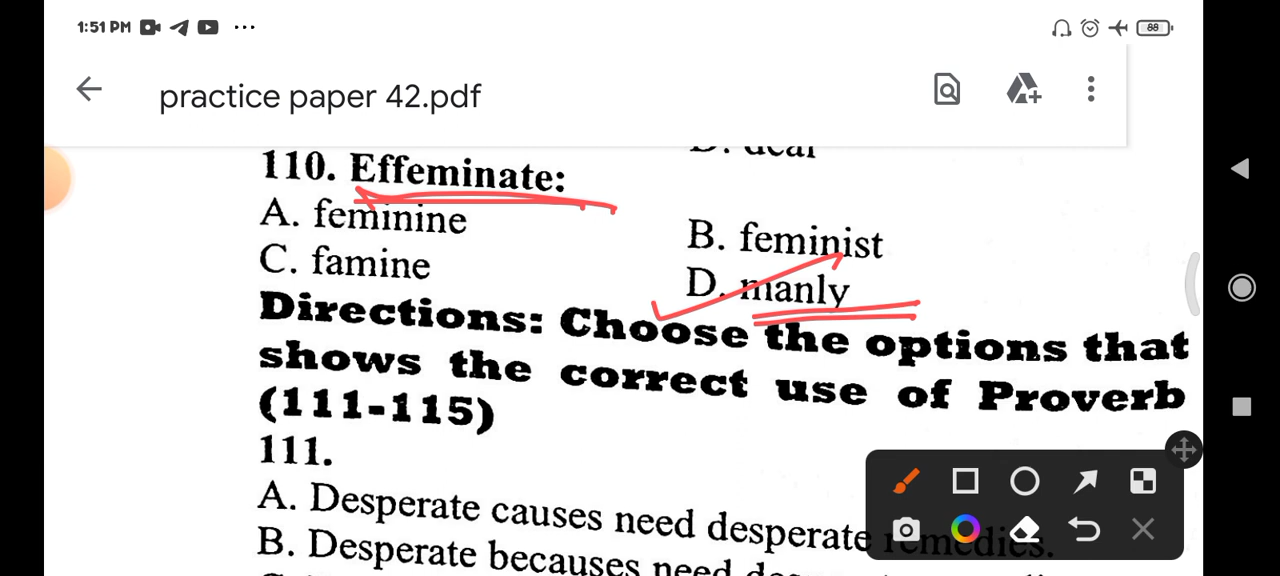 1:51 PM ...
88
practice paper 42.pdf
110. Effeminate:
A. feminine
B. feminist
C. famine
D. manly
Directions: Choose the options that
shows the correct use of Proverb
(111-115)
111.
A. Desperate causes need desperate remedies.
B. Desperate becauses need